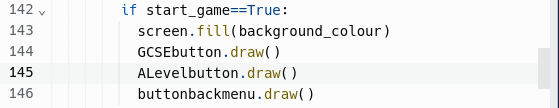 142 if start_game==True:
143 screen.fill(background_colour)
144 GCSEbutton.draw()
145 ALevelbutton.draw()
146 buttonbackmenu.draw()